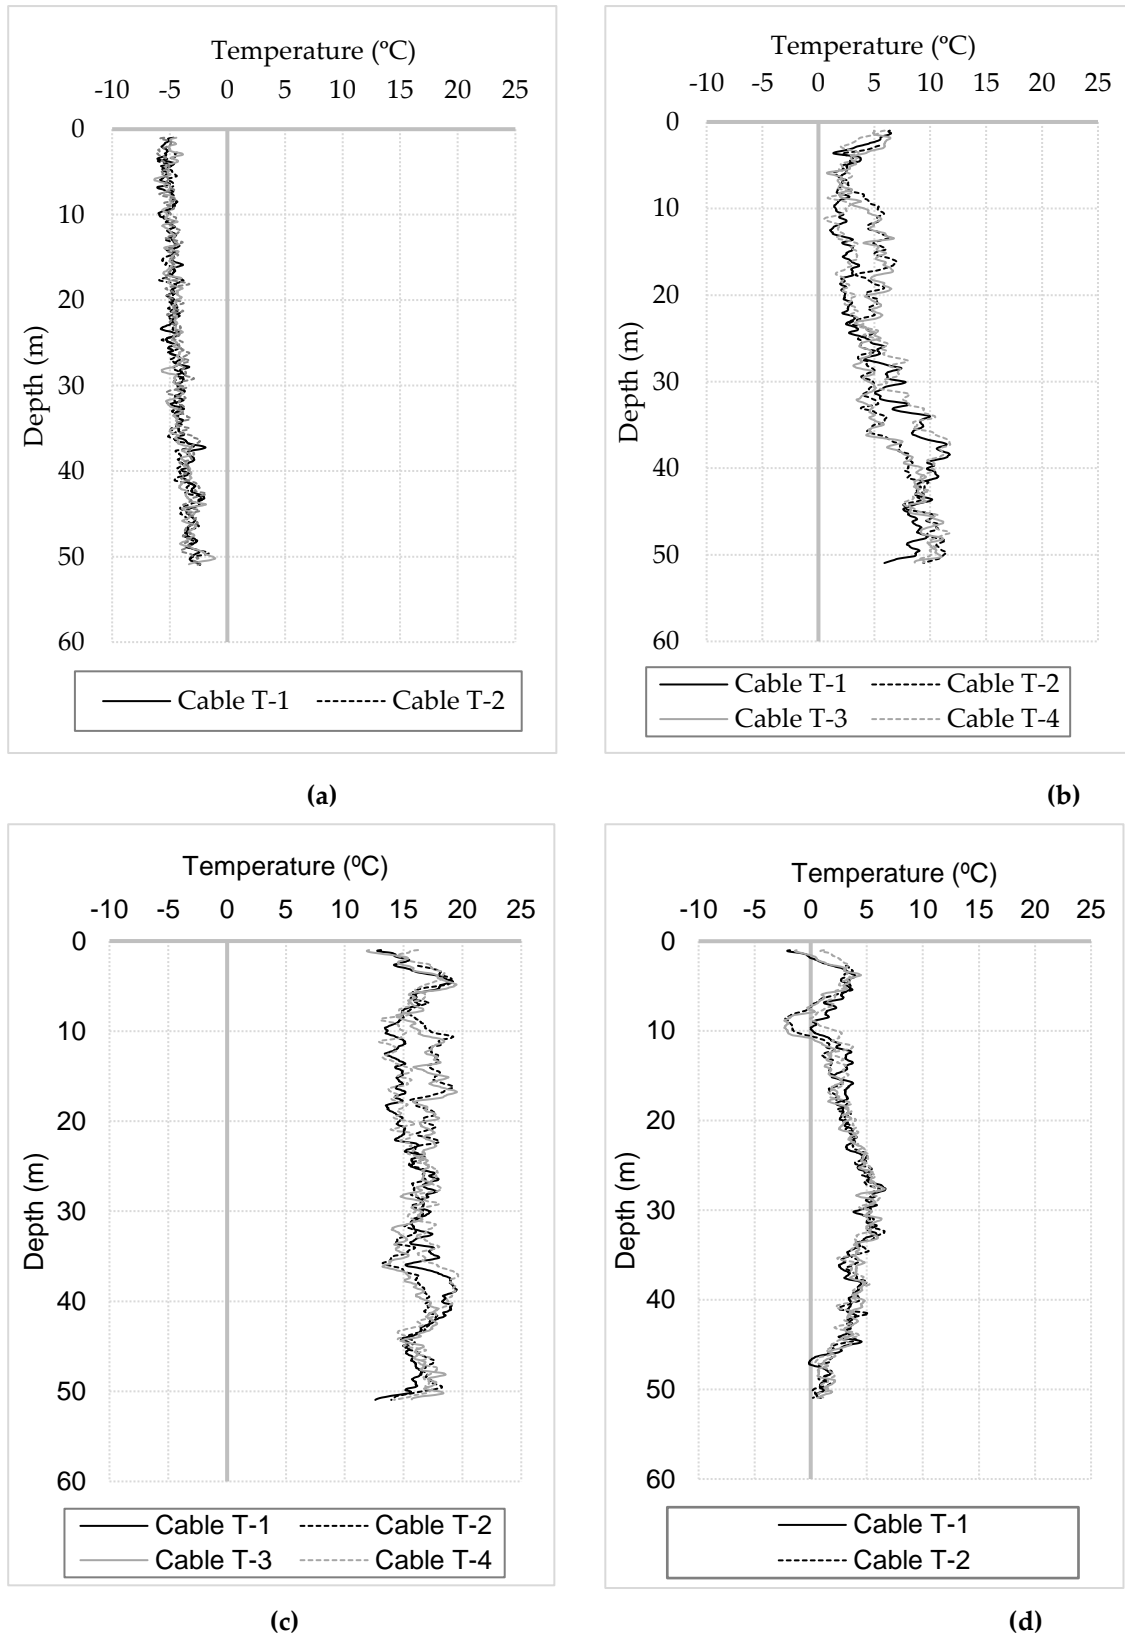 Temperature (ºC)
-10 -5 0 5 10 15 20 25
0
10
20
30
40
50
60
Depth (m)
Cable T-1 Cable T-2
(a)
Temperature (ºC)
-10 -5 0 5 10 15 20 25
0
10
20
30
40
50
60
Depth (m)
Cable T-1 Cable T-2
Cable T-3 Cable T-4
(b)
Temperature (ºC)
-10 -5 0 5 10 15 20 25
0
10
20
30
40
50
60
Depth (m)
Cable T-1 Cable T-2
Cable T-3 Cable T-4
(c)
Temperature (ºC)
-10 -5 0 5 10 15 20 25
0
10
20
30
40
50
60
Depth (m)
Cable T-1
Cable T-2
(d)